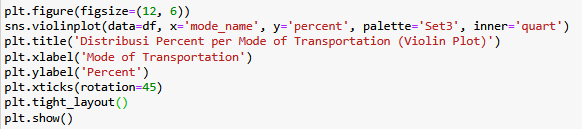 plt.figure(figsize=(12, 6))
sns.violinplot(data=df, x='mode_name', y='percent', palette='Set3', inner='quart')
plt.title('Distribusi Percent per Mode of Transportation (Violin Plot)')
plt.xlabel('Mode of Transportation')
plt.ylabel('Percent')
plt.xticks(rotation=45)
plt.tight_layout()
plt.show()